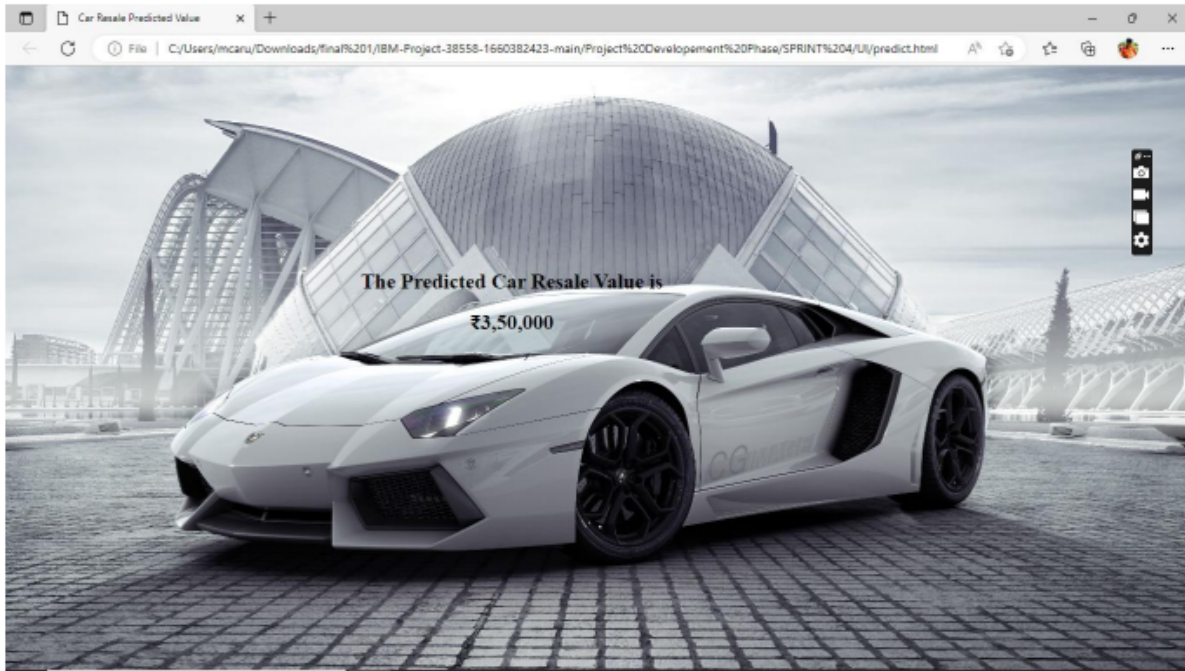 Car Resale Predicted Value
File | C:/Users/mcaru/Downloads/final%201/IBM-Project-38558-1660382423-main/Project%20Developement%20Phase/SPRINT%204/UI/predict.html
The Predicted Car Resale Value is
₹3,50,000
CG